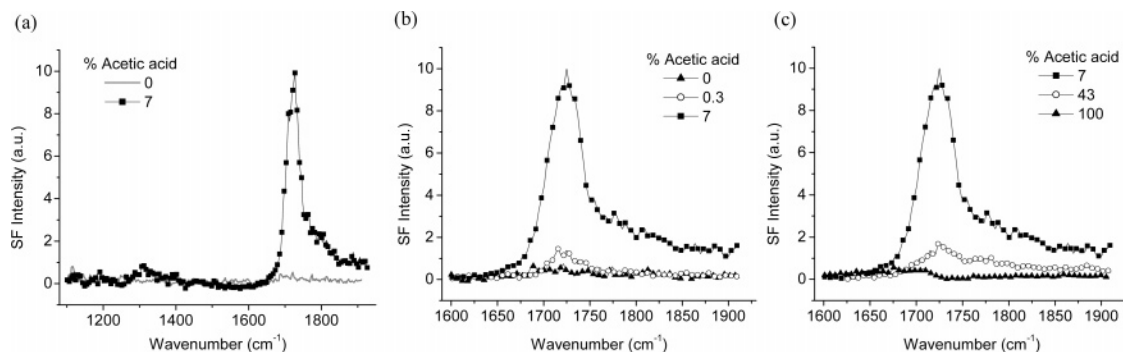 (a)
% Acetic acid
0
7
10
8
6
4
2
0
SF Intensity (a.u.)
1200 1400 1600 1800
Wavenumber (cm⁻¹)
(b)
% Acetic acid
0
0.3
7
10
8
6
4
2
0
SF Intensity (a.u.)
1600 1650 1700 1750 1800 1850 1900
Wavenumber (cm⁻¹)
(c)
% Acetic acid
7
43
100
10
8
6
4
2
0
SF Intensity (a.u.)
1600 1650 1700 1750 1800 1850 1900
Wavenumber (cm⁻¹)